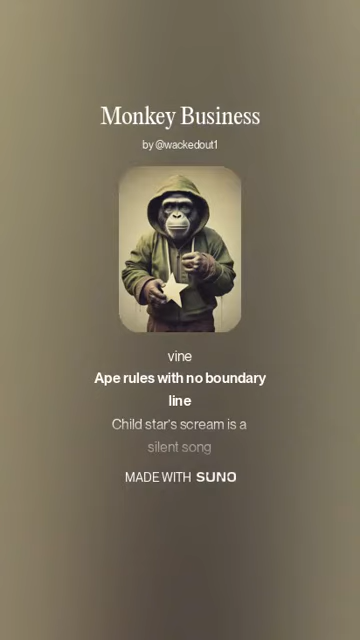 Monkey Business
by @wackedout1
vine
Ape rules with no boundary
line
Child star's scream is a
silent song
MADE WITH SUNO